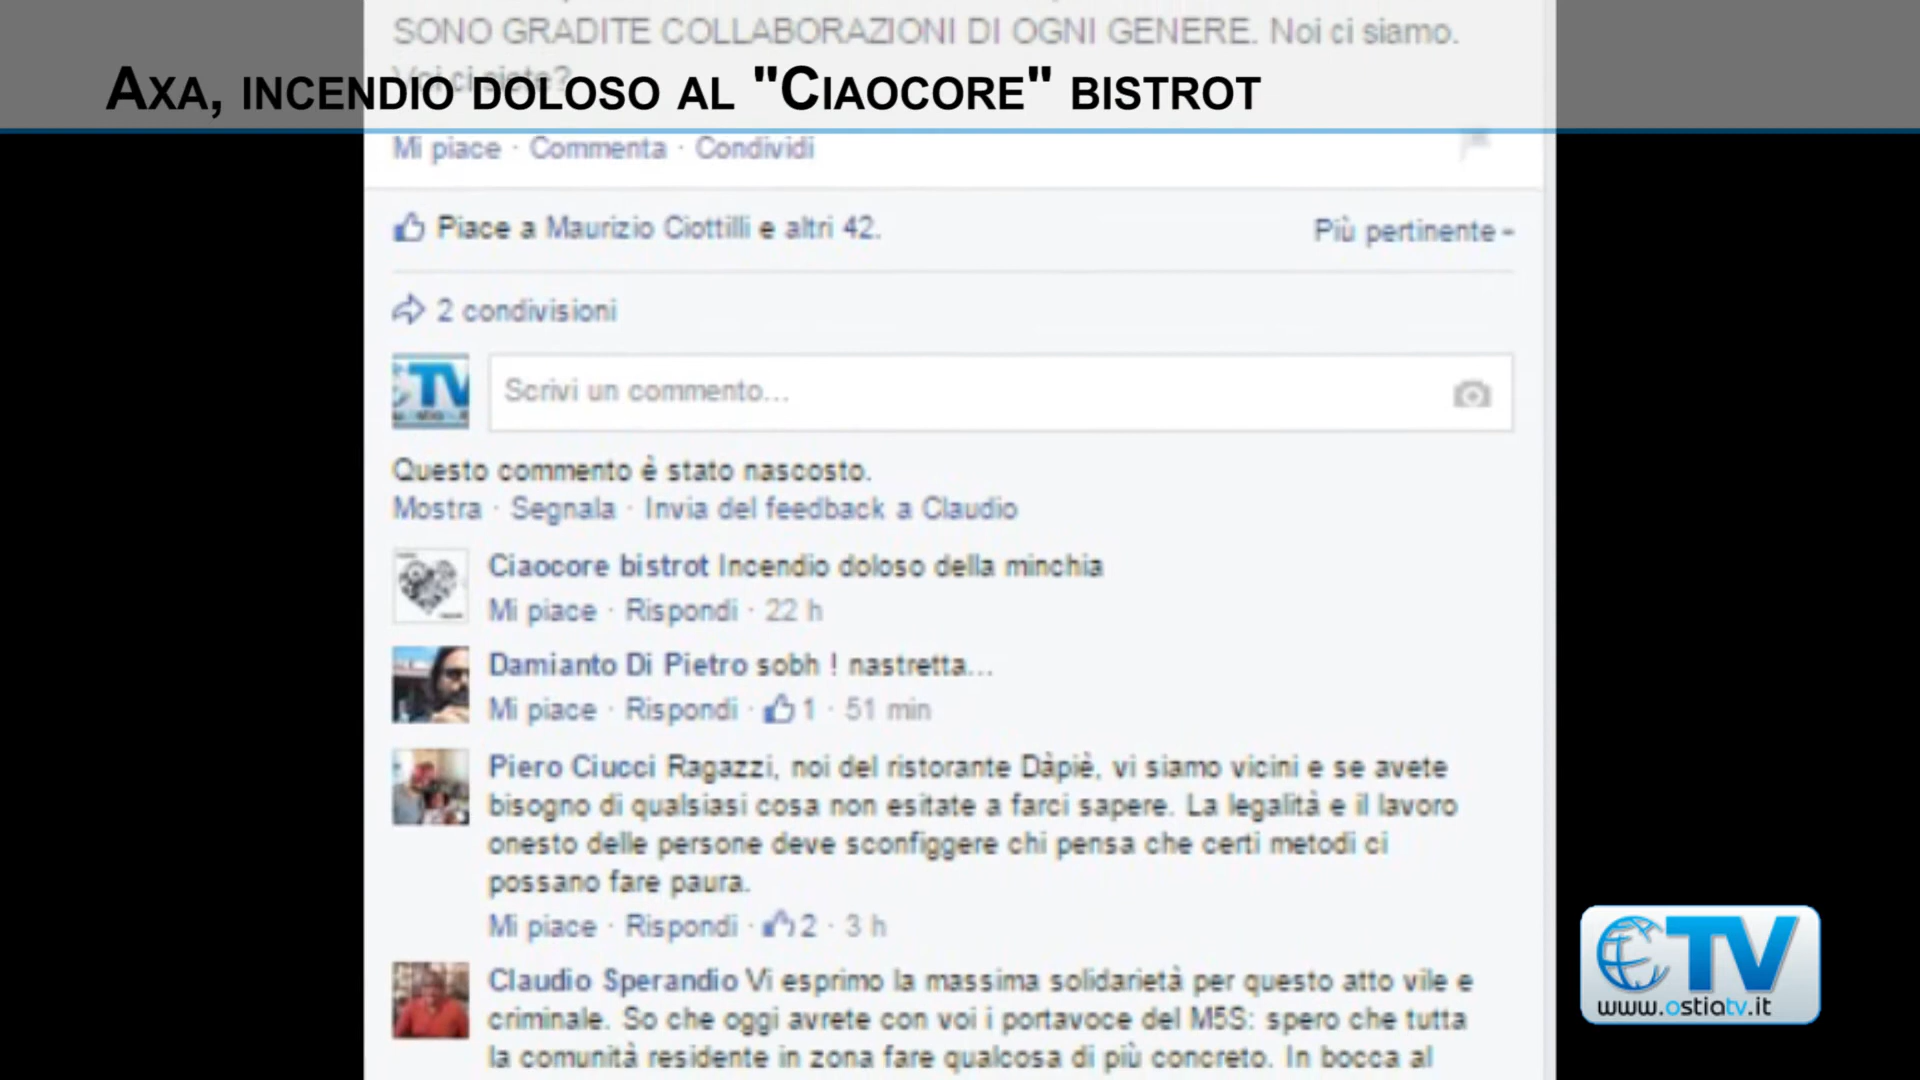 SONO GRADITE COLLABORAZIONI DI OGNI GENERE. Noi ci siamo.
Voi ci siete?
AXA, INCENDIO DOLOSO AL "CIAOCORE" BISTROT
Mi piace · Commenta · Condividi
Piace a Maurizio Ciottilli e altri 42.
Più pertinente
2 condivisioni
TV
Scrivi un commento...
Questo commento è stato nascosto.
Mostra · Segnala · Invia del feedback a Claudio
Ciaocore bistrot Incendio doloso della minchia
Mi piace · Rispondi · 22 h
Damianto Di Pietro sobh ! nastretta...
Mi piace · Rispondi · 1 · 51 min
Piero Ciucci Ragazzi, noi del ristorante Dàpiè, vi siamo vicini e se avete
bisogno di qualsiasi cosa non esitate a farci sapere. La legalità e il lavoro
onesto delle persone deve sconfiggere chi pensa che certi metodi ci
possano fare paura.
Mi piace · Rispondi · 2 · 3 h
Claudio Sperandio Vi esprimo la massima solidarietà per questo atto vile e
criminale. So che oggi avrete con voi i portavoce del M5S: spero che tutta
la comunità residente in zona fare qualcosa di più concreto. In bocca al
TV
www.ostiatv.it